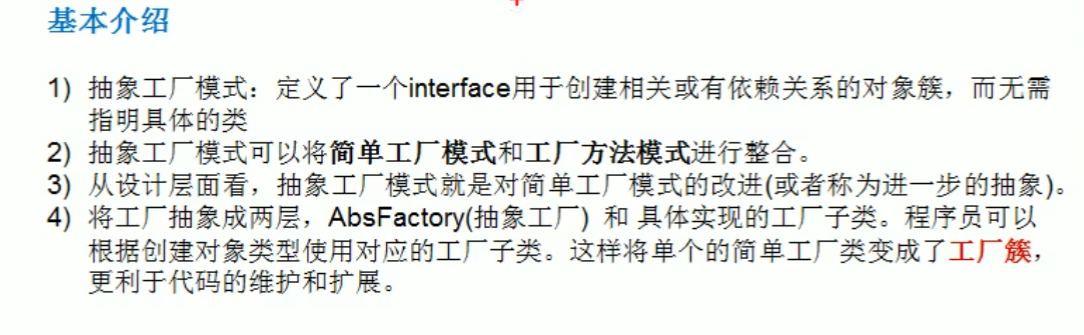 基本介绍
1) 抽象工厂模式：定义了一个interface用于创建相关或有依赖关系的对象簇，而无需
指明具体的类
2) 抽象工厂模式可以将简单工厂模式和工厂方法模式进行整合。
3) 从设计层面看，抽象工厂模式就是对简单工厂模式的改进(或者称为进一步的抽象)。
4) 将工厂抽象成两层，AbsFactory(抽象工厂) 和 具体实现的工厂子类。程序员可以
根据创建对象类型使用对应的工厂子类。这样将单个的简单工厂类变成了工厂簇，
更利于代码的维护和扩展。